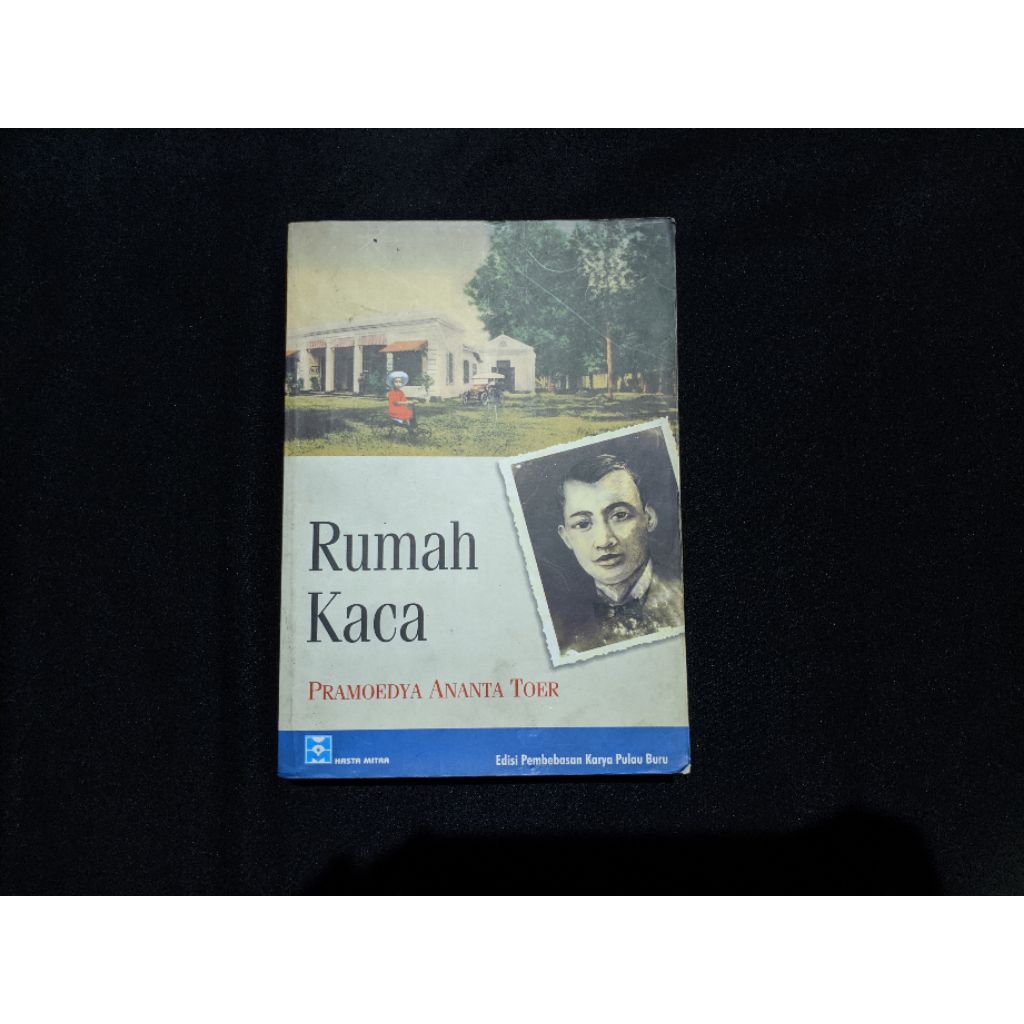 Rumah
Kaca
PRAMOEDYA ANANTA TOER
HASTA MITRA
Edisi Pembebasan Karya Pulau Buru